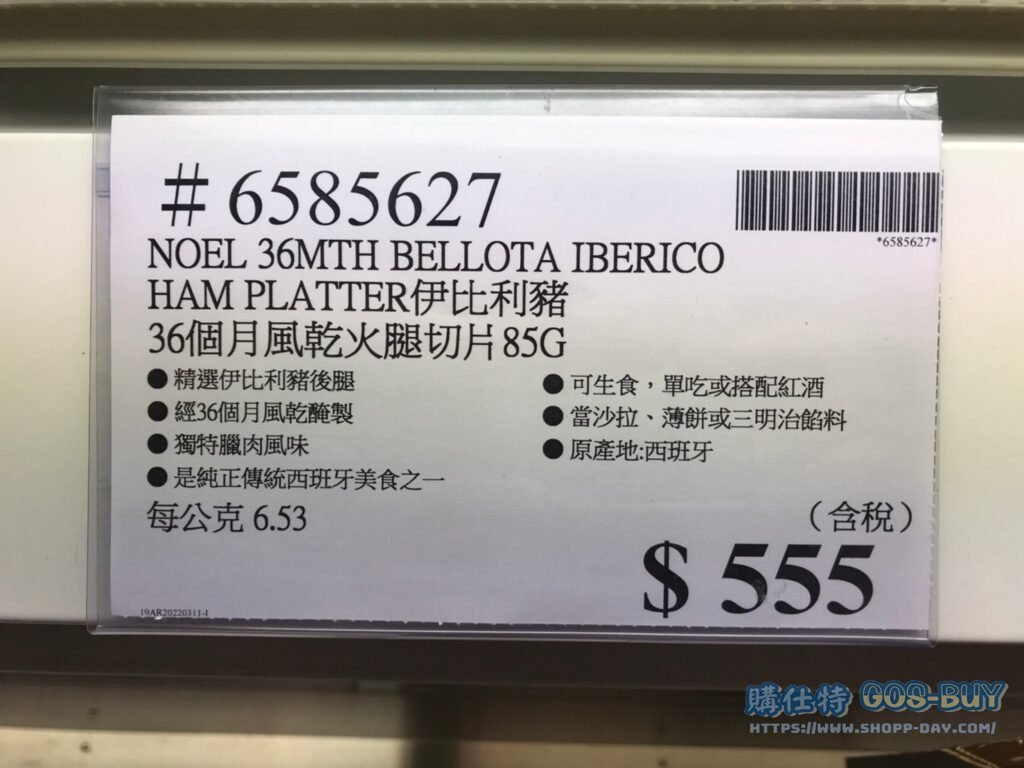 #6585627
*6585627*
NOEL 36MTH BELLOTA IBERICO
HAM PLATTER伊比利豬
36個月風乾火腿切片85G
●精選伊比利豬後腿
●經36個月風乾醃製
●獨特臘肉風味
●是純正傳統西班牙美食之一
●可生食，單吃或搭配紅酒
●當沙拉、薄餅或三明治餡料
●原產地:西班牙
每公克 6.53
（含稅）
$ 555
19AR20220311-1
購仕特 GOS-BUY
HTTPS://WWW.SHOPP-DAY.COM/